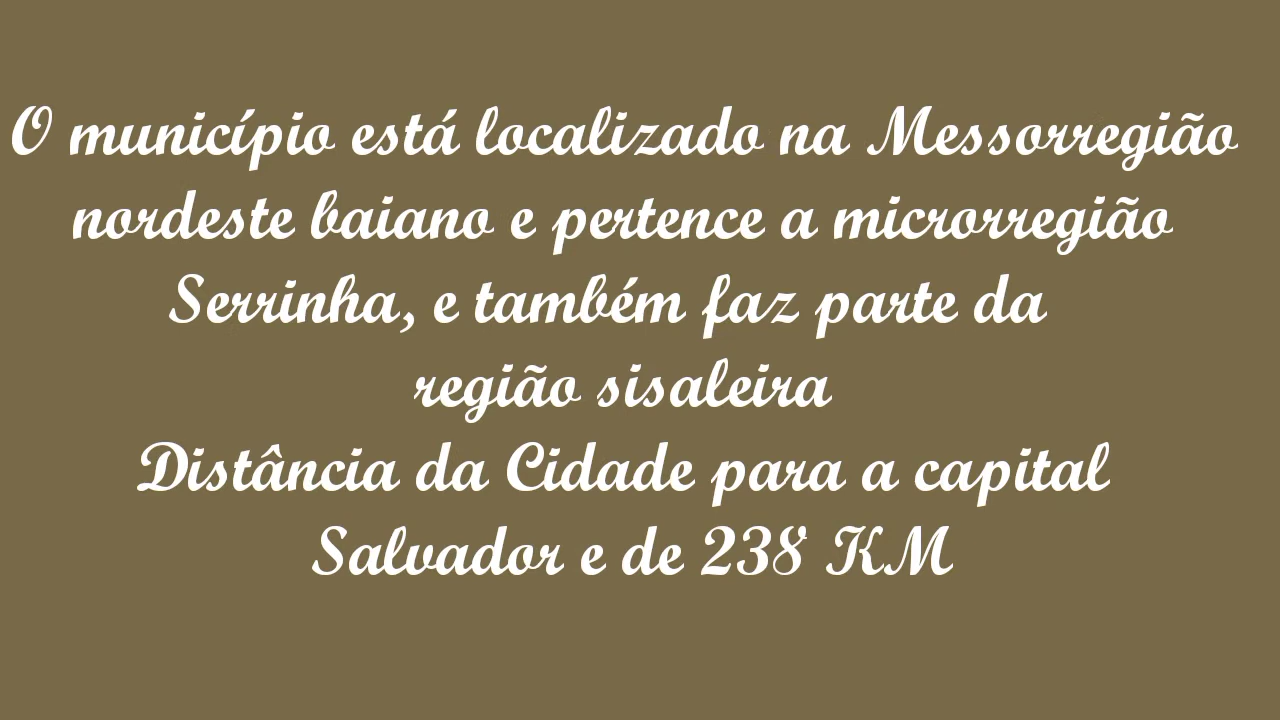 O município está localizado na Messorregião
nordeste baiano e pertence a microrregião
Serrinha, e também faz parte da
região sisaleira
Distância da Cidade para a capital
Salvador e de 238 KM